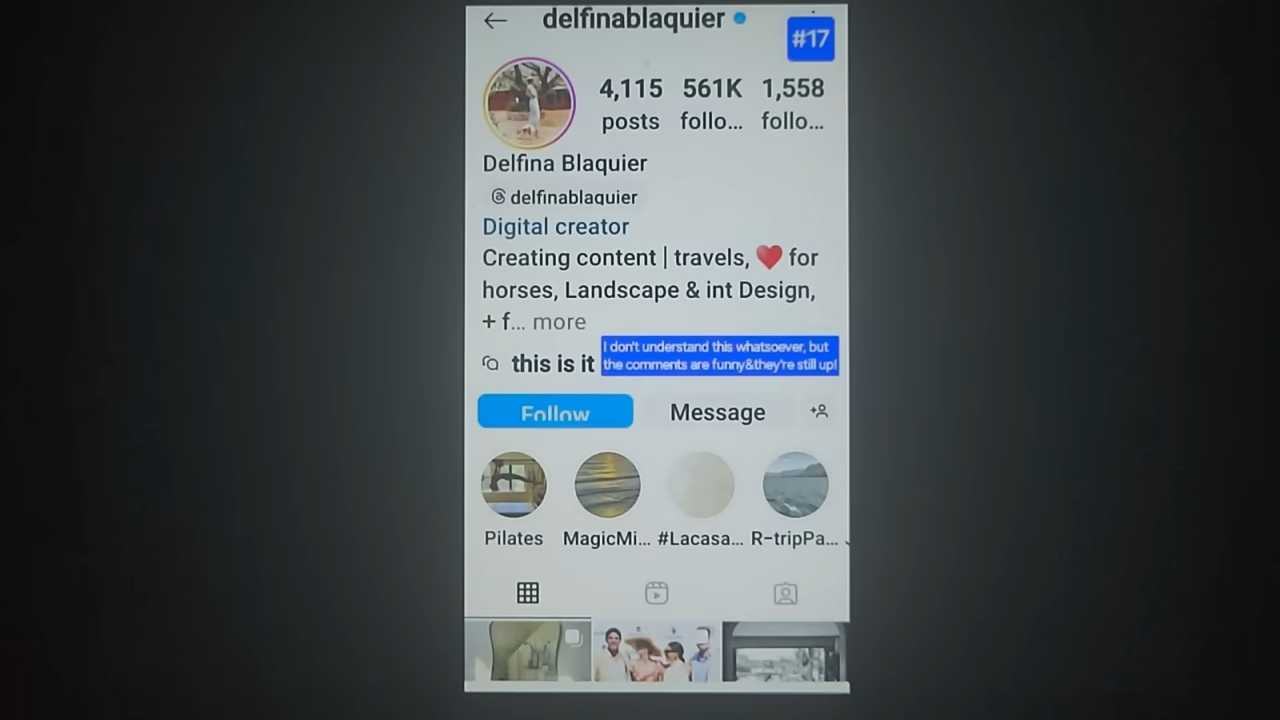 delfinablaquier
#17
4,115 561K 1,558
posts follo... follo...
Delfina Blaquier
delfinablaquier
Digital creator
Creating content | travels, ❤️ for
horses, Landscape & int Design,
+ f... more
this is it
I don't understand this whatsoever, but
the comments are funny&they're still up!
Follow Message
Pilates MagicMi... #Lacasa... R-tripPa...